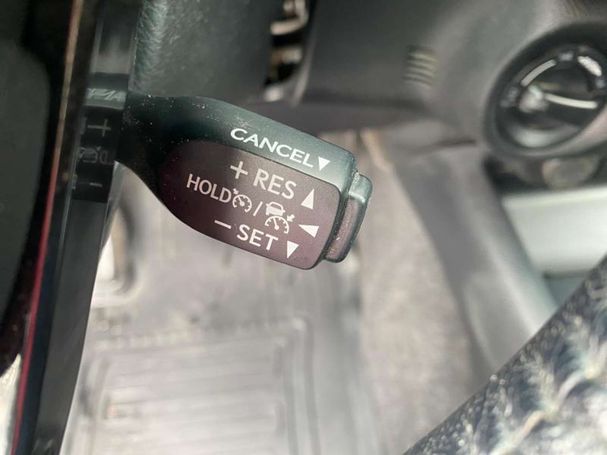 CANCEL▼
+ RES ▲
HOLD /
− SET ▼